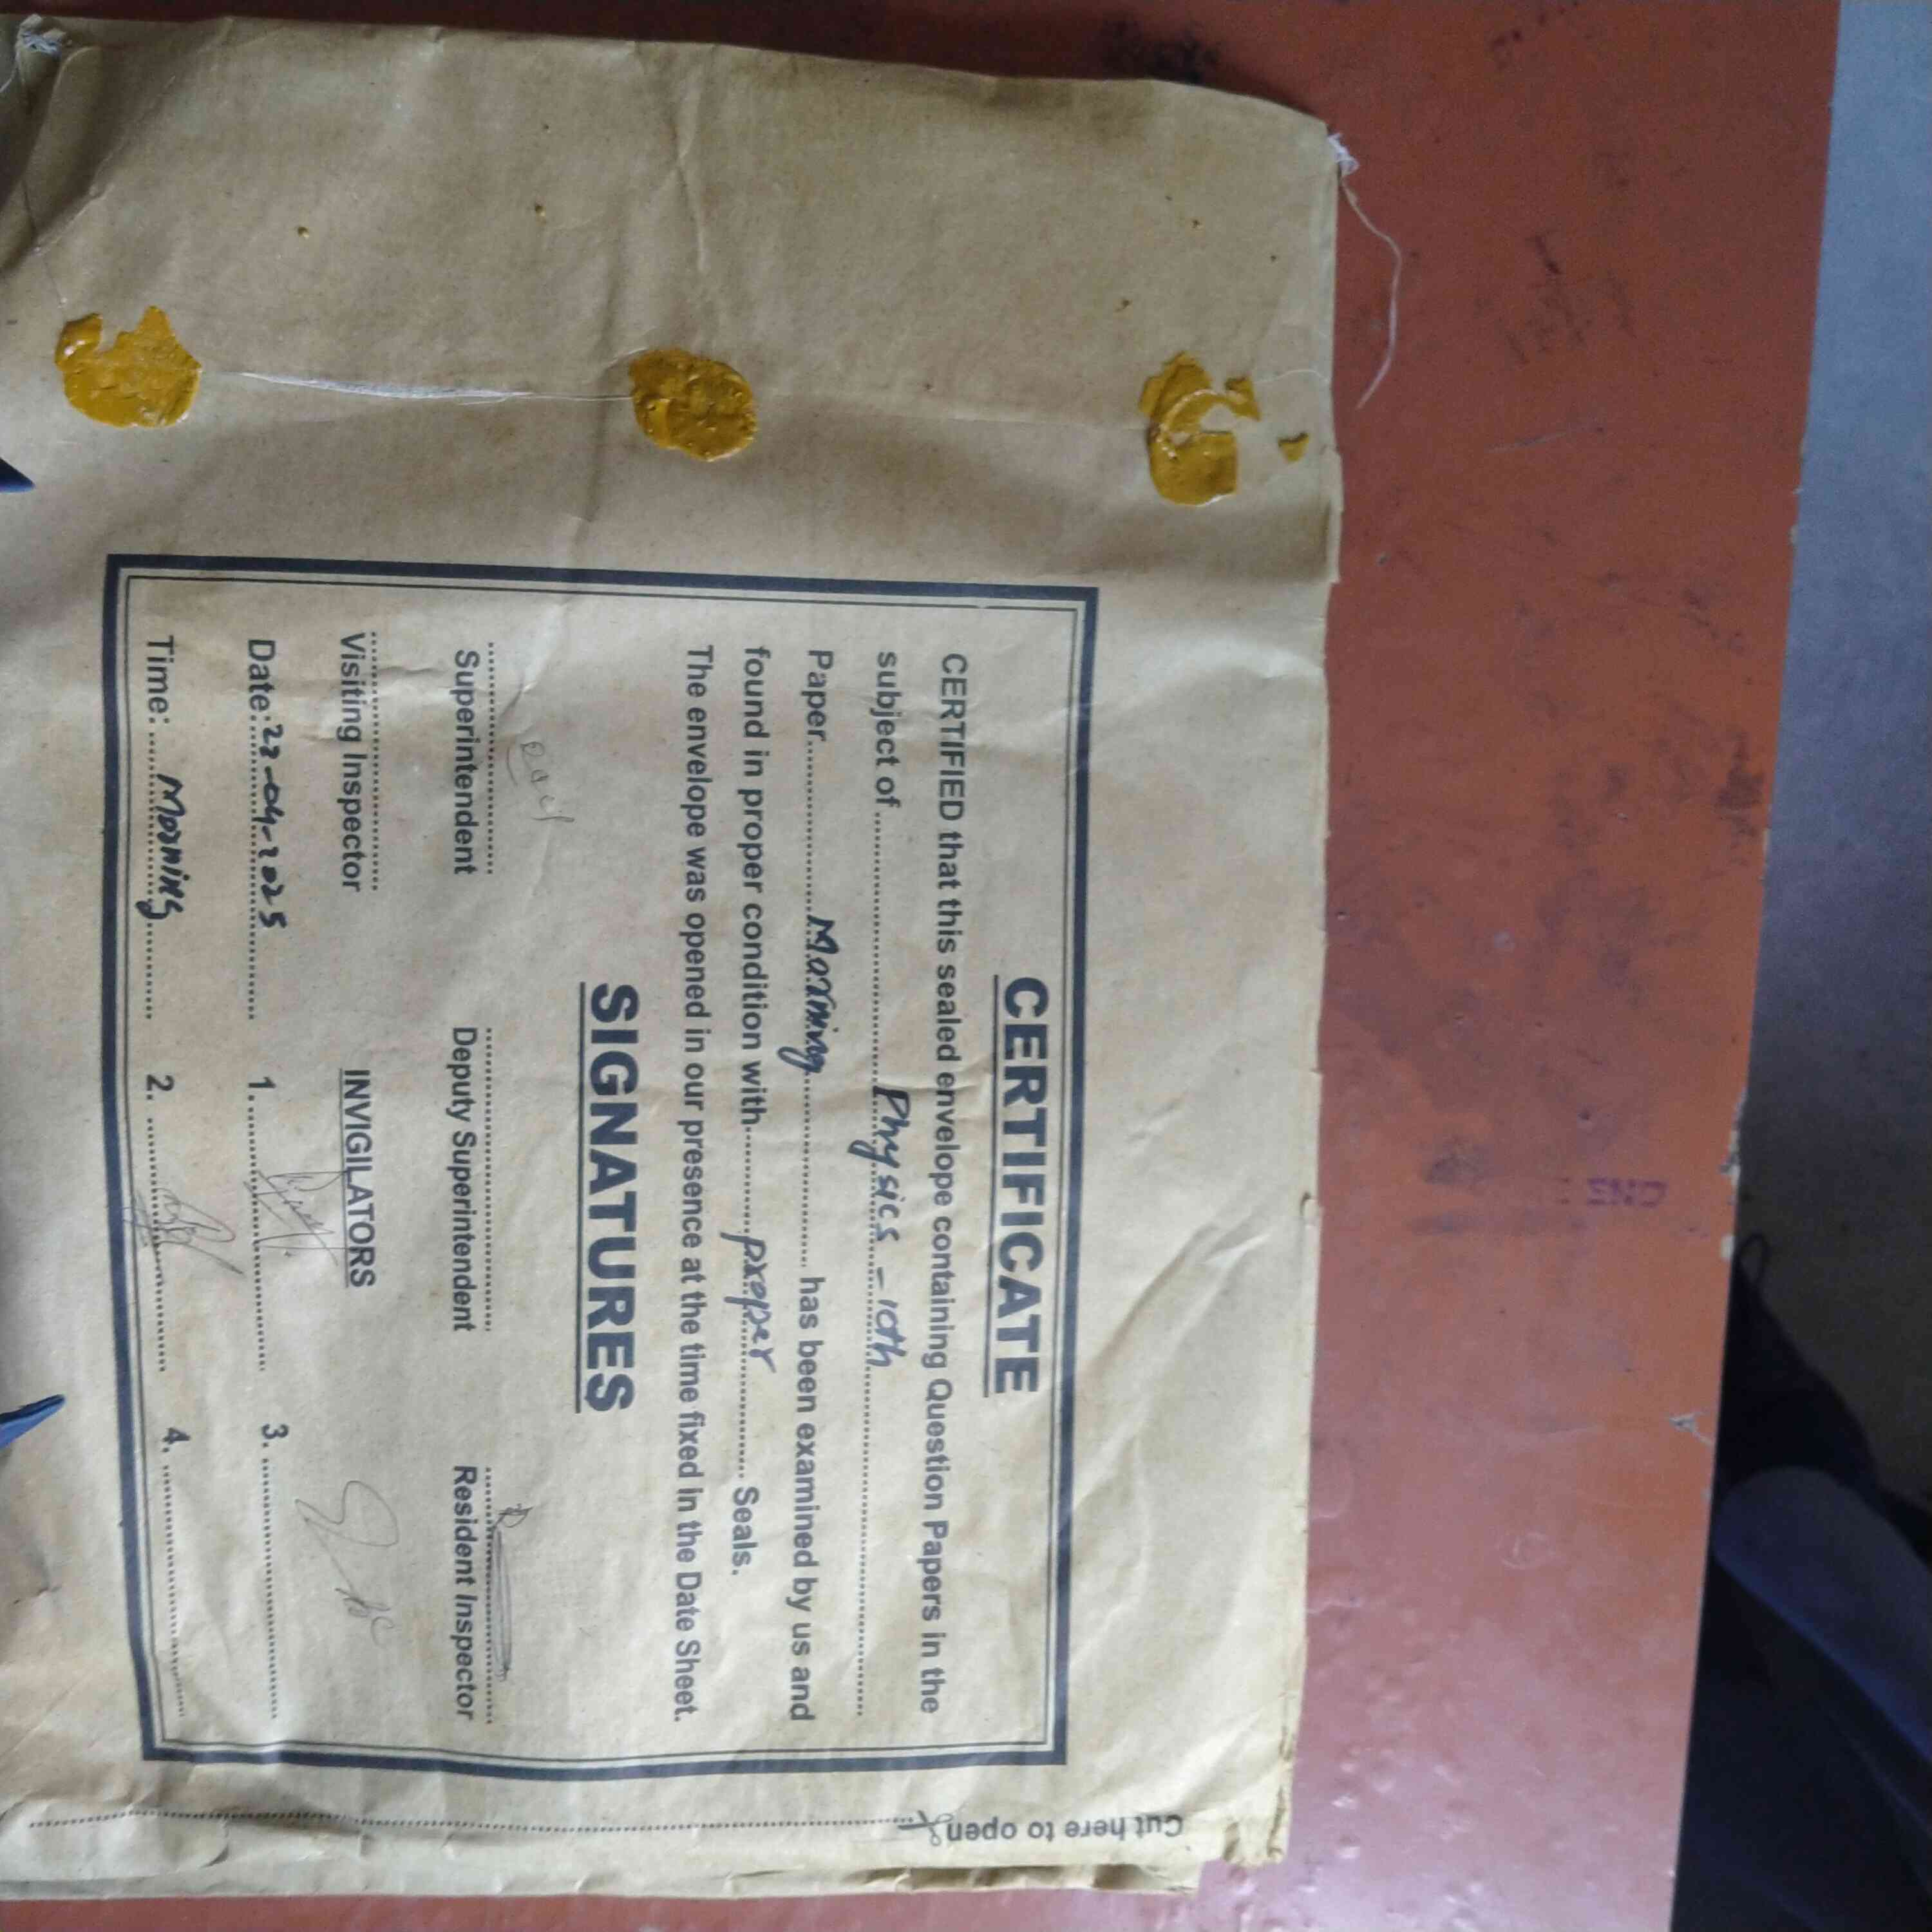 CERTIFICATE
CERTIFIED that this sealed envelope containing Question Papers in the
subject of Physics - 10th
Paper Morning has been examined by us and
found in proper condition with proper Seals.
The envelope was opened in our presence at the time fixed in the Date Sheet.
SIGNATURES
Superintendent Deputy Superintendent Resident Inspector
Visiting Inspector INVIGILATORS
Date: -04-2025 1. 3.
Time: Morning 2. 4.
Cut here to open